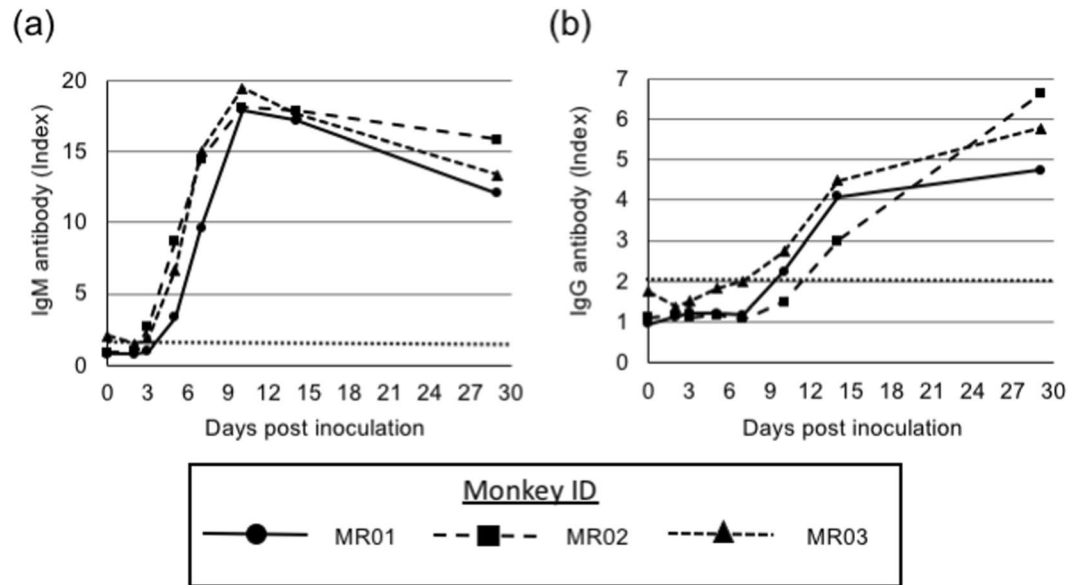 (a)
(b)
IgM antibody (Index)
20
15
10
5
0
0 3 6 9 12 15 18 21 24 27 30
Days post inoculation
IgG antibody (Index)
7
6
5
4
3
2
1
0
0 3 6 9 12 15 18 21 24 27 30
Days post inoculation
Monkey ID
MR01 MR02 MR03